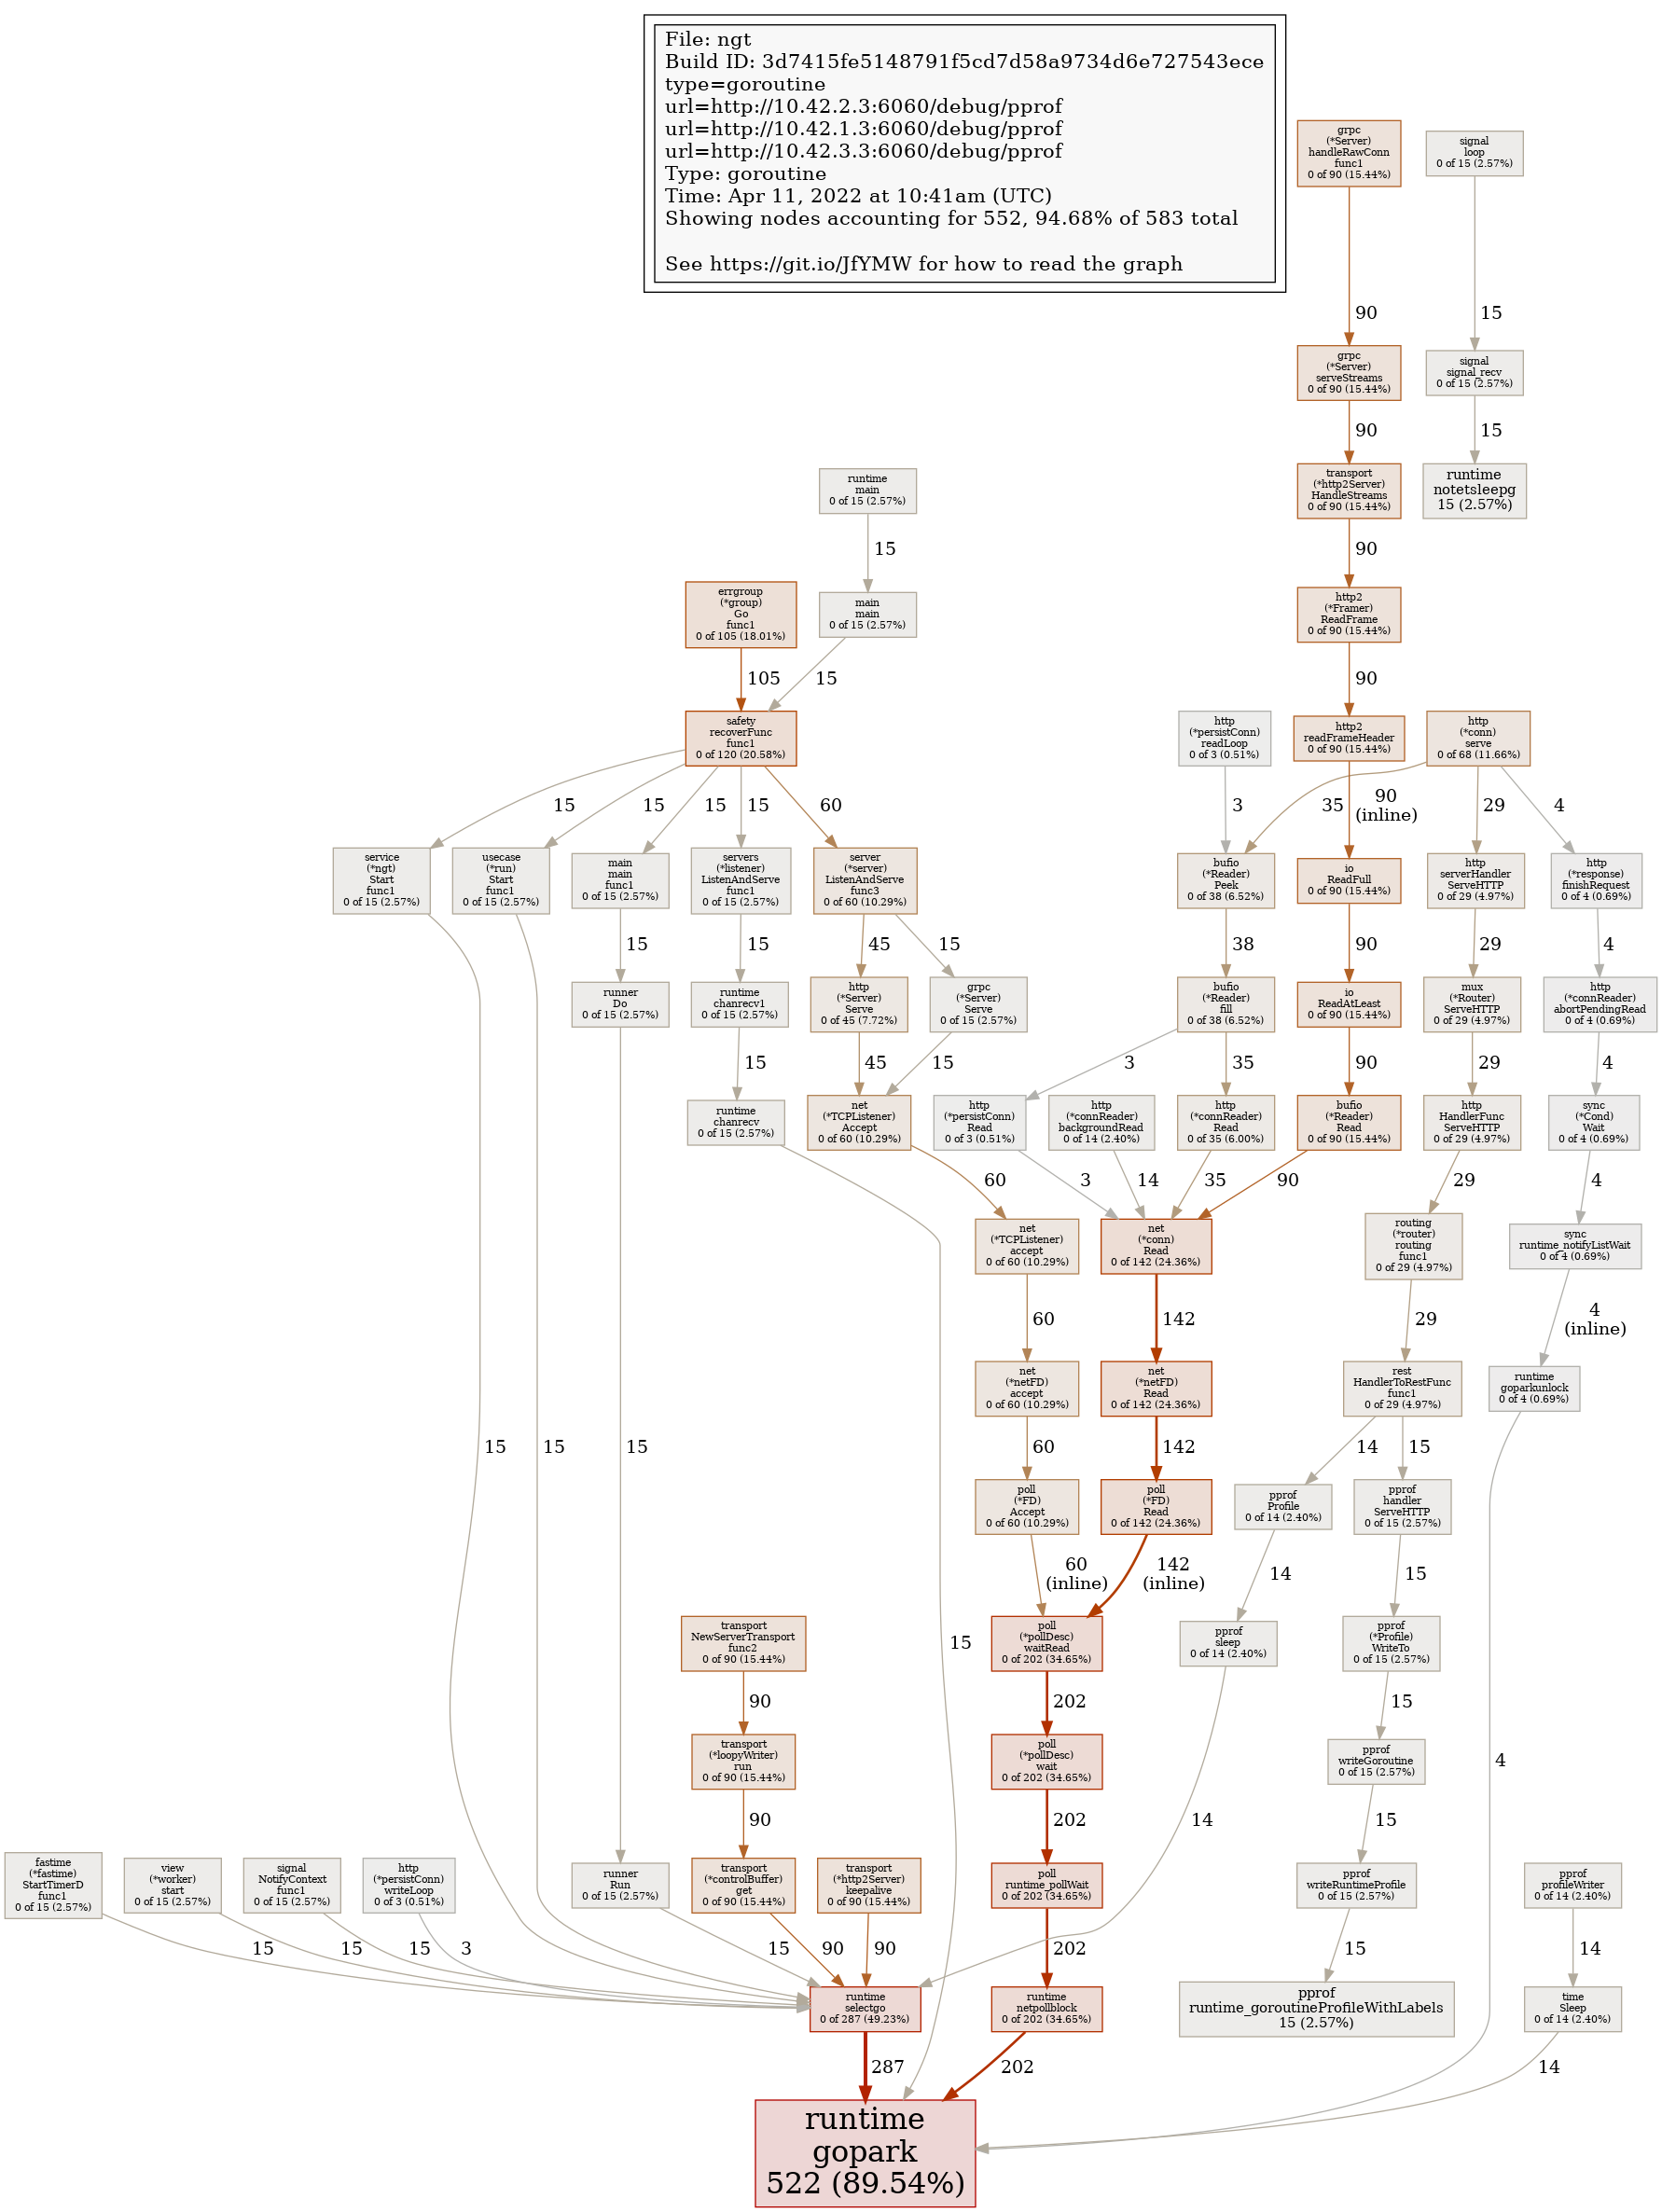 File: ngt
Build ID: 3d7415fe5148791f5cd7d58a9734d6e727543ece
type=goroutine
url=http://10.42.2.3:6060/debug/pprof
url=http://10.42.1.3:6060/debug/pprof
url=http://10.42.3.3:6060/debug/pprof
Type: goroutine
Time: Apr 11, 2022 at 10:41am (UTC)
Showing nodes accounting for 552, 94.68% of 583 total
See https://git.io/JfYMW for how to read the graph
grpc
(*Server)
handleRawConn
func1
0 of 90 (15.44%)
signal
loop
0 of 15 (2.57%)
90
15
grpc
(*Server)
serveStreams
0 of 90 (15.44%)
signal
signal_recv
0 of 15 (2.57%)
90
15
runtime
main
0 of 15 (2.57%)
transport
(*http2Server)
HandleStreams
0 of 90 (15.44%)
runtime
notetsleepg
15 (2.57%)
15
90
errgroup
(*group)
Go
func1
0 of 105 (18.01%)
main
main
0 of 15 (2.57%)
http2
(*Framer)
ReadFrame
0 of 90 (15.44%)
105
15
90
safety
recoverFunc
func1
0 of 120 (20.58%)
http
(*persistConn)
readLoop
0 of 3 (0.51%)
http2
readFrameHeader
0 of 90 (15.44%)
http
(*conn)
serve
0 of 68 (11.66%)
15
15
15
15
60
3
35
90
(inline)
29
4
service
(*ngt)
Start
func1
0 of 15 (2.57%)
usecase
(*run)
Start
func1
0 of 15 (2.57%)
main
main
func1
0 of 15 (2.57%)
servers
(*listener)
ListenAndServe
func1
0 of 15 (2.57%)
server
(*server)
ListenAndServe
func3
0 of 60 (10.29%)
bufio
(*Reader)
Peek
0 of 38 (6.52%)
io
ReadFull
0 of 90 (15.44%)
http
serverHandler
ServeHTTP
0 of 29 (4.97%)
http
(*response)
finishRequest
0 of 4 (0.69%)
15
15
45
15
38
90
29
4
runner
Do
0 of 15 (2.57%)
runtime
chanrecv1
0 of 15 (2.57%)
http
(*Server)
Serve
0 of 45 (7.72%)
grpc
(*Server)
Serve
0 of 15 (2.57%)
bufio
(*Reader)
fill
0 of 38 (6.52%)
io
ReadAtLeast
0 of 90 (15.44%)
mux
(*Router)
ServeHTTP
0 of 29 (4.97%)
http
(*connReader)
abortPendingRead
0 of 4 (0.69%)
15
45
15
3
35
90
29
4
runtime
chanrecv
0 of 15 (2.57%)
net
(*TCPListener)
Accept
0 of 60 (10.29%)
http
(*persistConn)
Read
0 of 3 (0.51%)
http
(*connReader)
backgroundRead
0 of 14 (2.40%)
http
(*connReader)
Read
0 of 35 (6.00%)
bufio
(*Reader)
Read
0 of 90 (15.44%)
http
HandlerFunc
ServeHTTP
0 of 29 (4.97%)
sync
(*Cond)
Wait
0 of 4 (0.69%)
60
3
14
35
90
29
4
net
(*TCPListener)
accept
0 of 60 (10.29%)
net
(*conn)
Read
0 of 142 (24.36%)
routing
(*router)
routing
func1
0 of 29 (4.97%)
sync
runtime_notifyListWait
0 of 4 (0.69%)
60
142
29
4
(inline)
net
(*netFD)
accept
0 of 60 (10.29%)
net
(*netFD)
Read
0 of 142 (24.36%)
rest
HandlerToRestFunc
func1
0 of 29 (4.97%)
runtime
goparkunlock
0 of 4 (0.69%)
15
15
15
60
142
14
15
poll
(*FD)
Accept
0 of 60 (10.29%)
poll
(*FD)
Read
0 of 142 (24.36%)
pprof
Profile
0 of 14 (2.40%)
pprof
handler
ServeHTTP
0 of 15 (2.57%)
60
(inline)
142
(inline)
14
15
transport
NewServerTransport
func2
0 of 90 (15.44%)
15
poll
(*pollDesc)
waitRead
0 of 202 (34.65%)
pprof
sleep
0 of 14 (2.40%)
pprof
(*Profile)
WriteTo
0 of 15 (2.57%)
90
202
15
transport
(*loopyWriter)
run
0 of 90 (15.44%)
poll
(*pollDesc)
wait
0 of 202 (34.65%)
pprof
writeGoroutine
0 of 15 (2.57%)
4
90
202
14
15
fastime
(*fastime)
StartTimerD
func1
0 of 15 (2.57%)
view
(*worker)
start
0 of 15 (2.57%)
signal
NotifyContext
func1
0 of 15 (2.57%)
http
(*persistConn)
writeLoop
0 of 3 (0.51%)
runner
Run
0 of 15 (2.57%)
transport
(*controlBuffer)
get
0 of 90 (15.44%)
transport
(*http2Server)
keepalive
0 of 90 (15.44%)
poll
runtime_pollWait
0 of 202 (34.65%)
pprof
writeRuntimeProfile
0 of 15 (2.57%)
pprof
profileWriter
0 of 14 (2.40%)
15
15
15
3
15
90
90
202
15
14
runtime
selectgo
0 of 287 (49.23%)
runtime
netpollblock
0 of 202 (34.65%)
pprof
runtime_goroutineProfileWithLabels
15 (2.57%)
time
Sleep
0 of 14 (2.40%)
287
202
14
runtime
gopark
522 (89.54%)